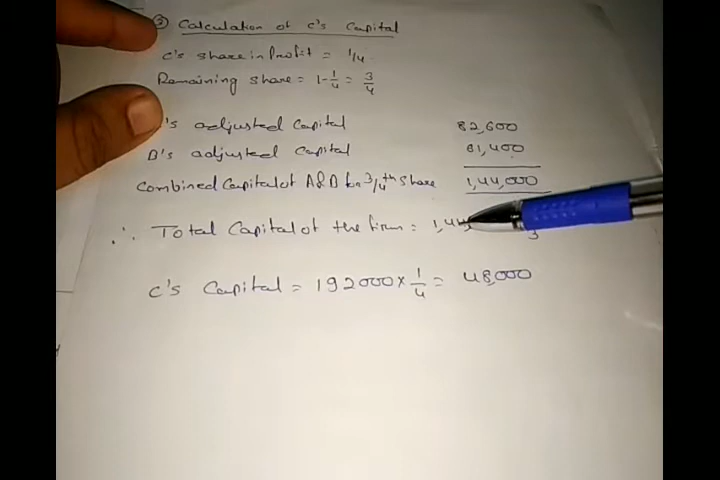 ③ Calculation of C's Capital
C's share in Profit = 1/4
Remaining share = 1-1/4 = 3/4
's adjusted Capital 82,600
B's adjusted Capital 61,400
Combined Capital of A&B for 3/4th share 1,44,000
∴ Total Capital of the firm = 1,44 3
C's Capital = 192000 × 1/4 = 48,000